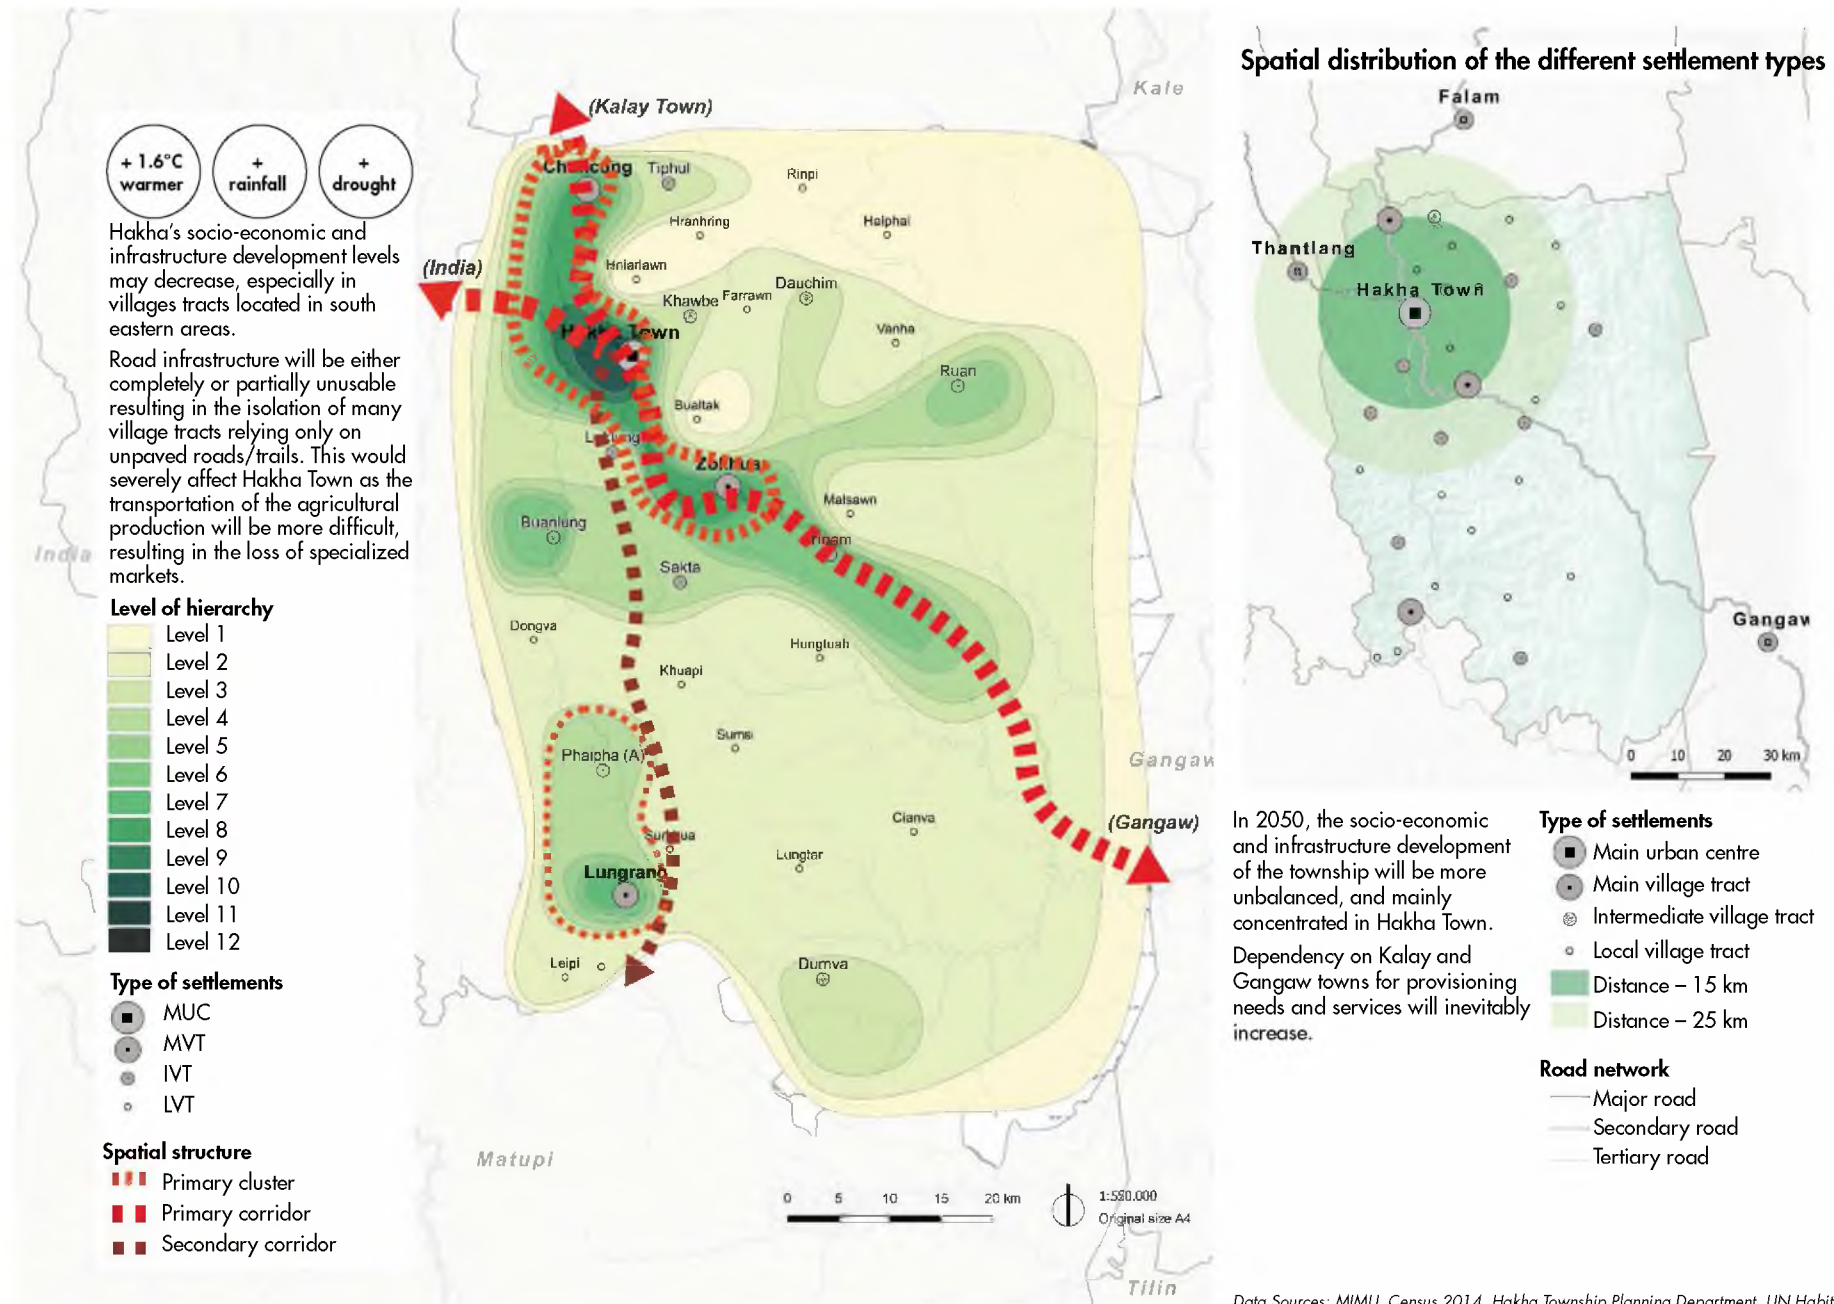 + 1.6°C
warmer
+
rainfall
+
drought
Hakha's socio-economic and
infrastructure development levels
may decrease, especially in
villages tracts located in south
eastern areas.
Road infrastructure will be either
completely or partially unusable
resulting in the isolation of many
village tracts relying only on
unpaved roads/trails. This would
severely affect Hakha Town as the
transportation of the agricultural
production will be more difficult,
resulting in the loss of specialized
markets.
Level of hierarchy
Level 1
Level 2
Level 3
Level 4
Level 5
Level 6
Level 7
Level 8
Level 9
Level 10
Level 11
Level 12
Type of settlements
MUC
MVT
IVT
LVT
Spatial structure
Primary cluster
Primary corridor
Secondary corridor
Kale
India
Gangaw
Matupi
Tilin
(Kalay Town)
(India)
(Gangaw)
Tiphul
Rinpi
Hranhring
Haiphai
Hniarlawn
Khawbe
Farrawn
Dauchim
Hakha Town
Vanha
Ruan
Bualtak
Zokhua
Malsawn
Buanlung
Sakta
Dongva
Hungluah
Khuapi
Sumsi
Phaipha (A)
Cianva
Lungtar
Lungrang
Leipi
Dumva
0 5 10 15 20 km
1:550.000
Original size A4
Spatial distribution of the different settlement types
Falam
Thantlang
Hakha Town
Gangaw
0 10 20 30 km
In 2050, the socio-economic
and infrastructure development
of the township will be more
unbalanced, and mainly
concentrated in Hakha Town.
Dependency on Kalay and
Gangaw towns for provisioning
needs and services will inevitably
increase.
Type of settlements
Main urban centre
Main village tract
Intermediate village tract
Local village tract
Distance – 15 km
Distance – 25 km
Road network
Major road
Secondary road
Tertiary road
Data Sources: MIMU, Census 2014, Hakha Township Planning Department, UN Habit